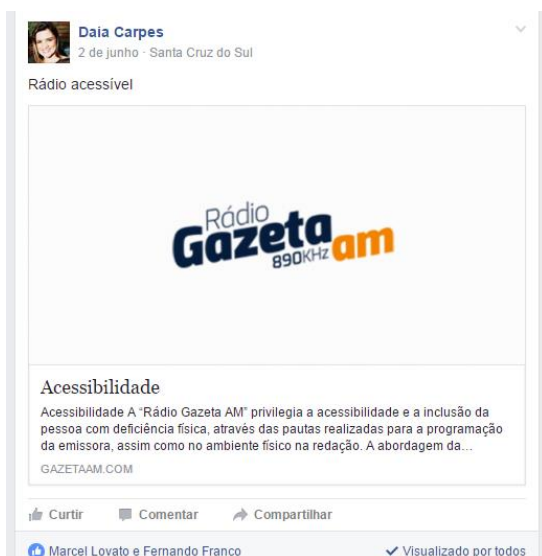 Daia Carpes
2 de junho · Santa Cruz do Sul
Rádio acessível
Rádio
Gazeta am
890KHz
Acessibilidade
Acessibilidade A “Rádio Gazeta AM” privilegia a acessibilidade e a inclusão da
pessoa com deficiência física, através das pautas realizadas para a programação
da emissora, assim como no ambiente físico na redação. A abordagem da…
GAZETAAM.COM
Curtir Comentar Compartilhar
Marcel Lovato e Fernando Franco Visualizado por todos